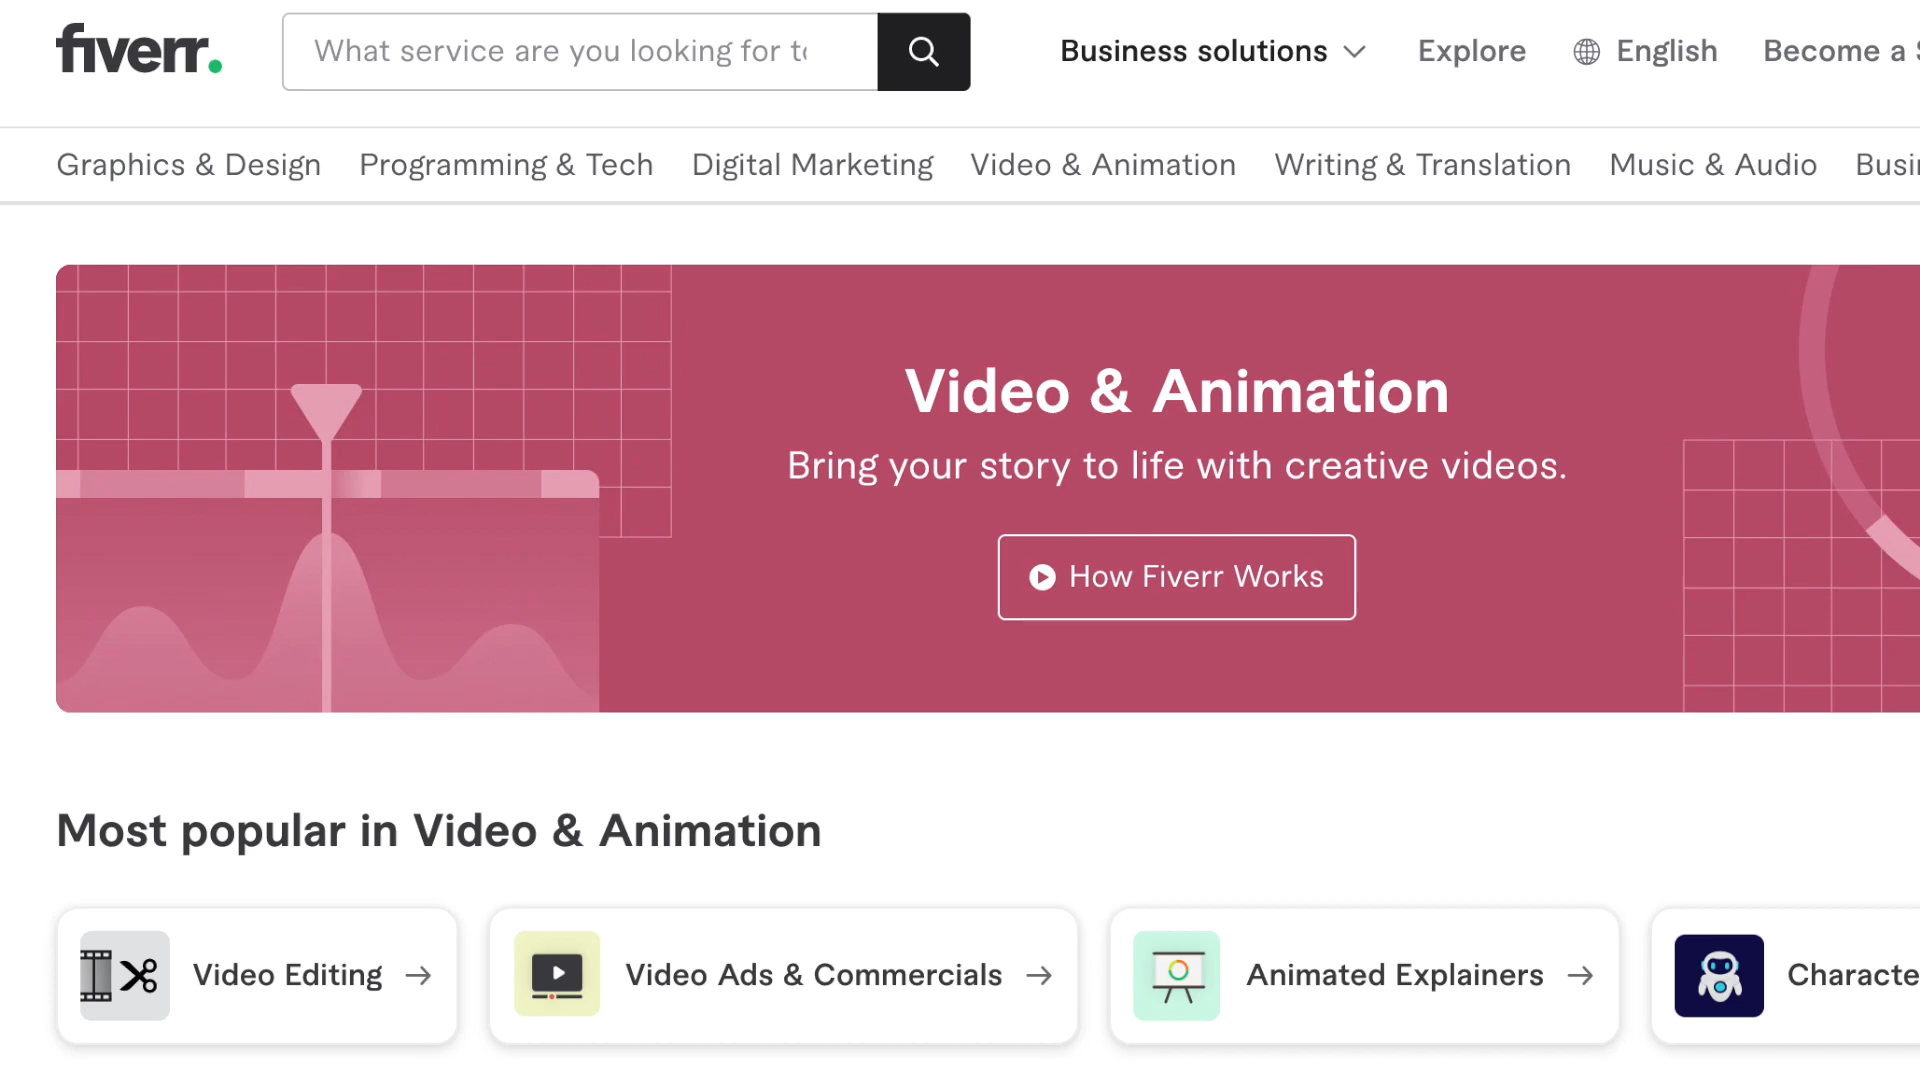 fiverr.
What service are you looking for
Business solutions
Explore
English
Become a
Graphics & Design
Programming & Tech
Digital Marketing
Video & Animation
Writing & Translation
Music & Audio
Video & Animation
Bring your story to life with creative videos.
How Fiverr Works
Most popular in Video & Animation
Video Editing
Video Ads & Commercials
Animated Explainers